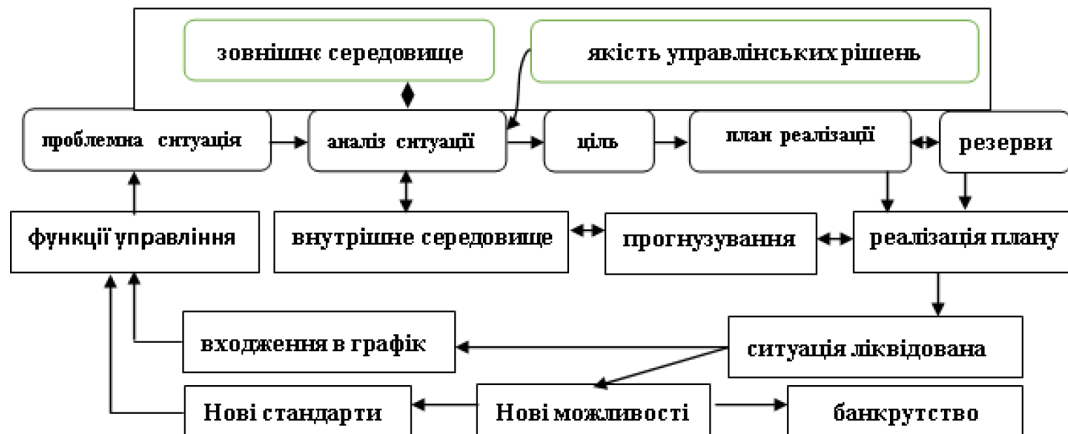 зовнішнє середовище
якість управлінських рішень
проблемна ситуація
аналіз ситуації
ціль
план реалізації
резерви
функції управління
внутрішнє середовище
прогнузування
реалізація плану
входження в графік
ситуація ліквідована
Нові стандарти
Нові можливості
банкрутство